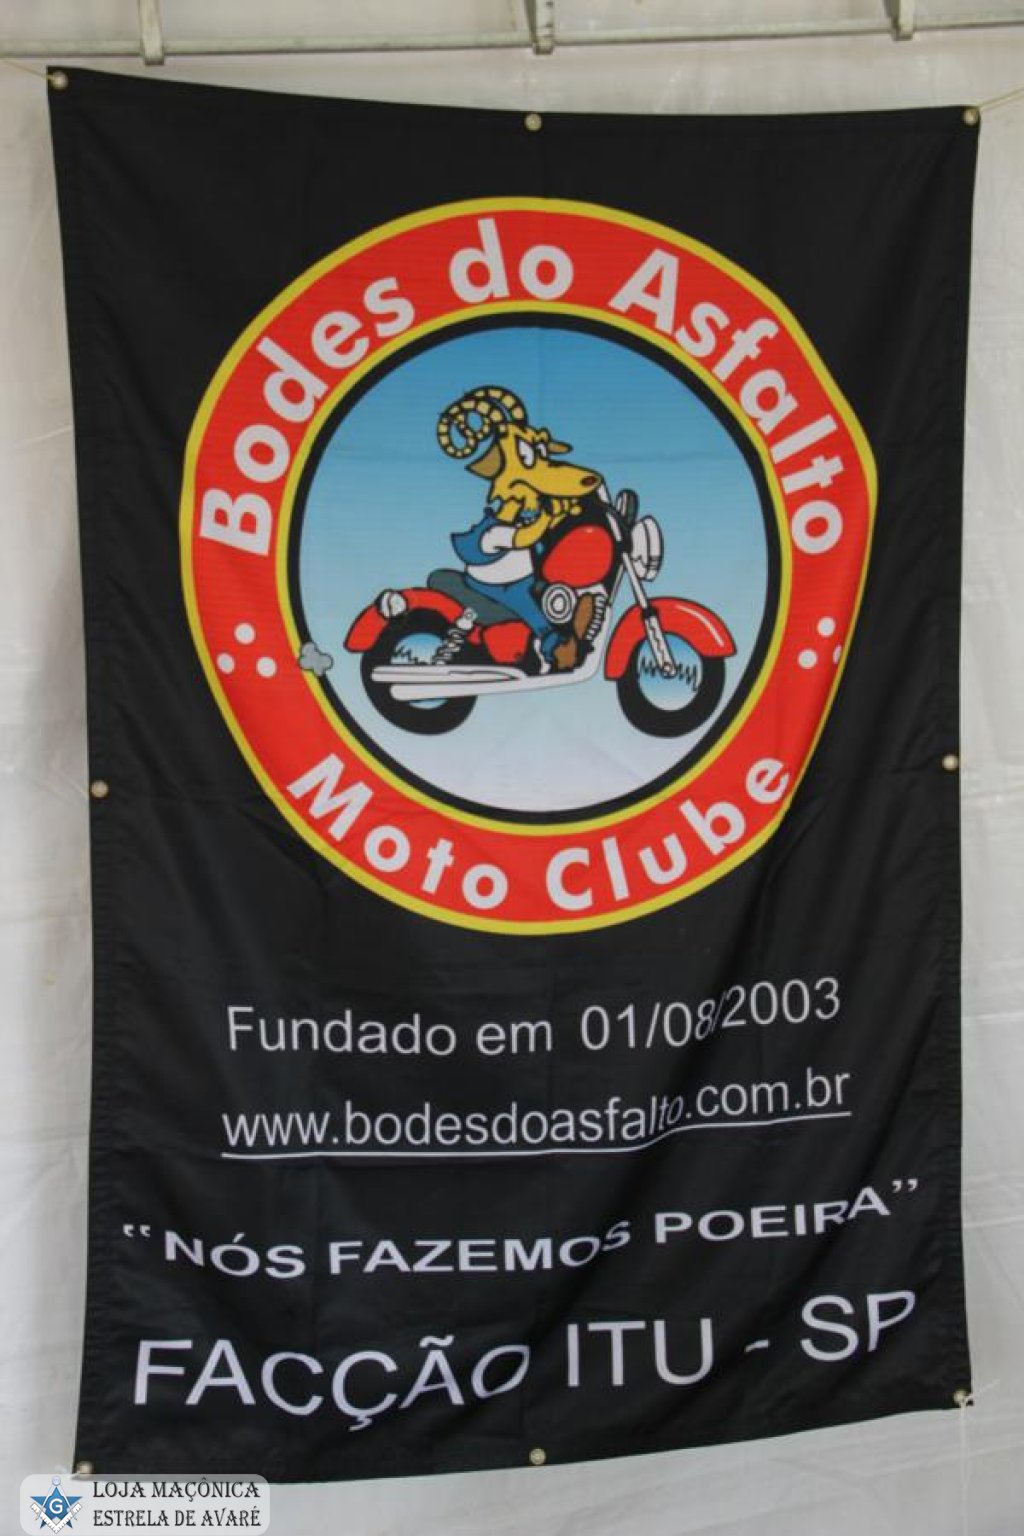 Bodes do Asfalto
Moto Clube
Fundado em 01/08/2003
www.bodesdoasfalto.com.br
“NÓS FAZEMOS POEIRA”
FACÇÃO ITU - SP
G
LOJA MAÇÔNICA
ESTRELA DE AVARÉ